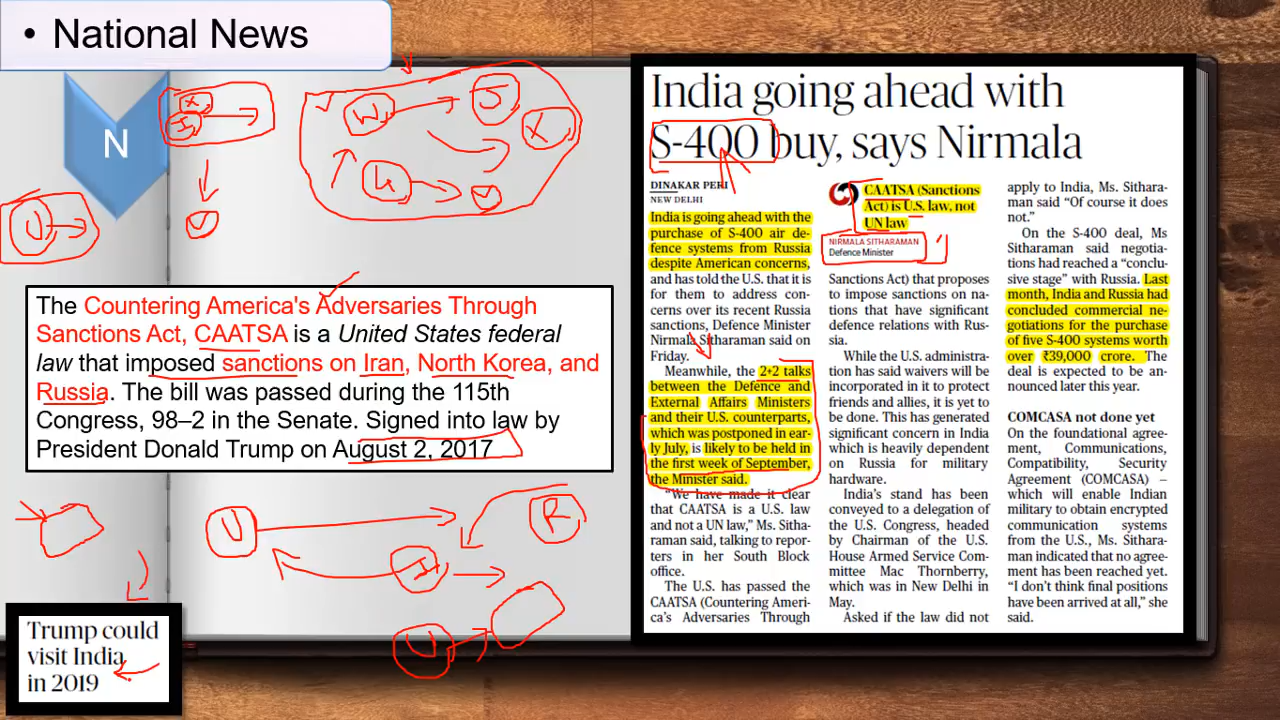 • National News
N
The Countering America's Adversaries Through
Sanctions Act, CAATSA is a United States federal
law that imposed sanctions on Iran, North Korea, and
Russia. The bill was passed during the 115th
Congress, 98–2 in the Senate. Signed into law by
President Donald Trump on August 2, 2017
Trump could
visit India
in 2019
India going ahead with
S-400 buy, says Nirmala
DINAKAR PERI
NEW DELHI
India is going ahead with the
purchase of S-400 air de-
fence systems from Russia
despite American concerns,
and has told the U.S. that it is
for them to address con-
cerns over its recent Russia
sanctions, Defence Minister
Nirmala Sitharaman said on
Friday.
Meanwhile, the 2+2 talks
between the Defence and
External Affairs Ministers
and their U.S. counterparts,
which was postponed in ear-
ly July, is likely to be held in
the first week of September,
the Minister said.
“We have made it clear
that CAATSA is a U.S. law
and not a UN law,” Ms. Sitha-
raman said, talking to repor-
ters in her South Block
office.
The U.S. has passed the
CAATSA (Countering Ameri-
ca's Adversaries Through
CAATSA (Sanctions
Act) is U.S. law, not
UN law
NIRMALA SITHARAMAN
Defence Minister
Sanctions Act) that proposes
to impose sanctions on na-
tions that have significant
defence relations with Rus-
sia.
While the U.S. administra-
tion has said waivers will be
incorporated in it to protect
friends and allies, it is yet to
be done. This has generated
significant concern in India
which is heavily dependent
on Russia for military
hardware.
India's stand has been
conveyed to a delegation of
the U.S. Congress, headed
by Chairman of the U.S.
House Armed Service Com-
mittee Mac Thornberry,
which was in New Delhi in
May.
Asked if the law did not
apply to India, Ms. Sithara-
man said “Of course it does
not.”
On the S-400 deal, Ms
Sitharaman said negotia-
tions had reached a “conclu-
sive stage” with Russia. Last
month, India and Russia had
concluded commercial ne-
gotiations for the purchase
of five S-400 systems worth
over ₹39,000 crore. The
deal is expected to be an-
nounced later this year.
COMCASA not done yet
On the foundational agree-
ment, Communications,
Compatibility, Security
Agreement (COMCASA) –
which will enable Indian
military to obtain encrypted
communication systems
from the U.S., Ms. Sithara-
man indicated that no agree-
ment has been reached yet.
“I don't think final positions
have been arrived at all,” she
said.